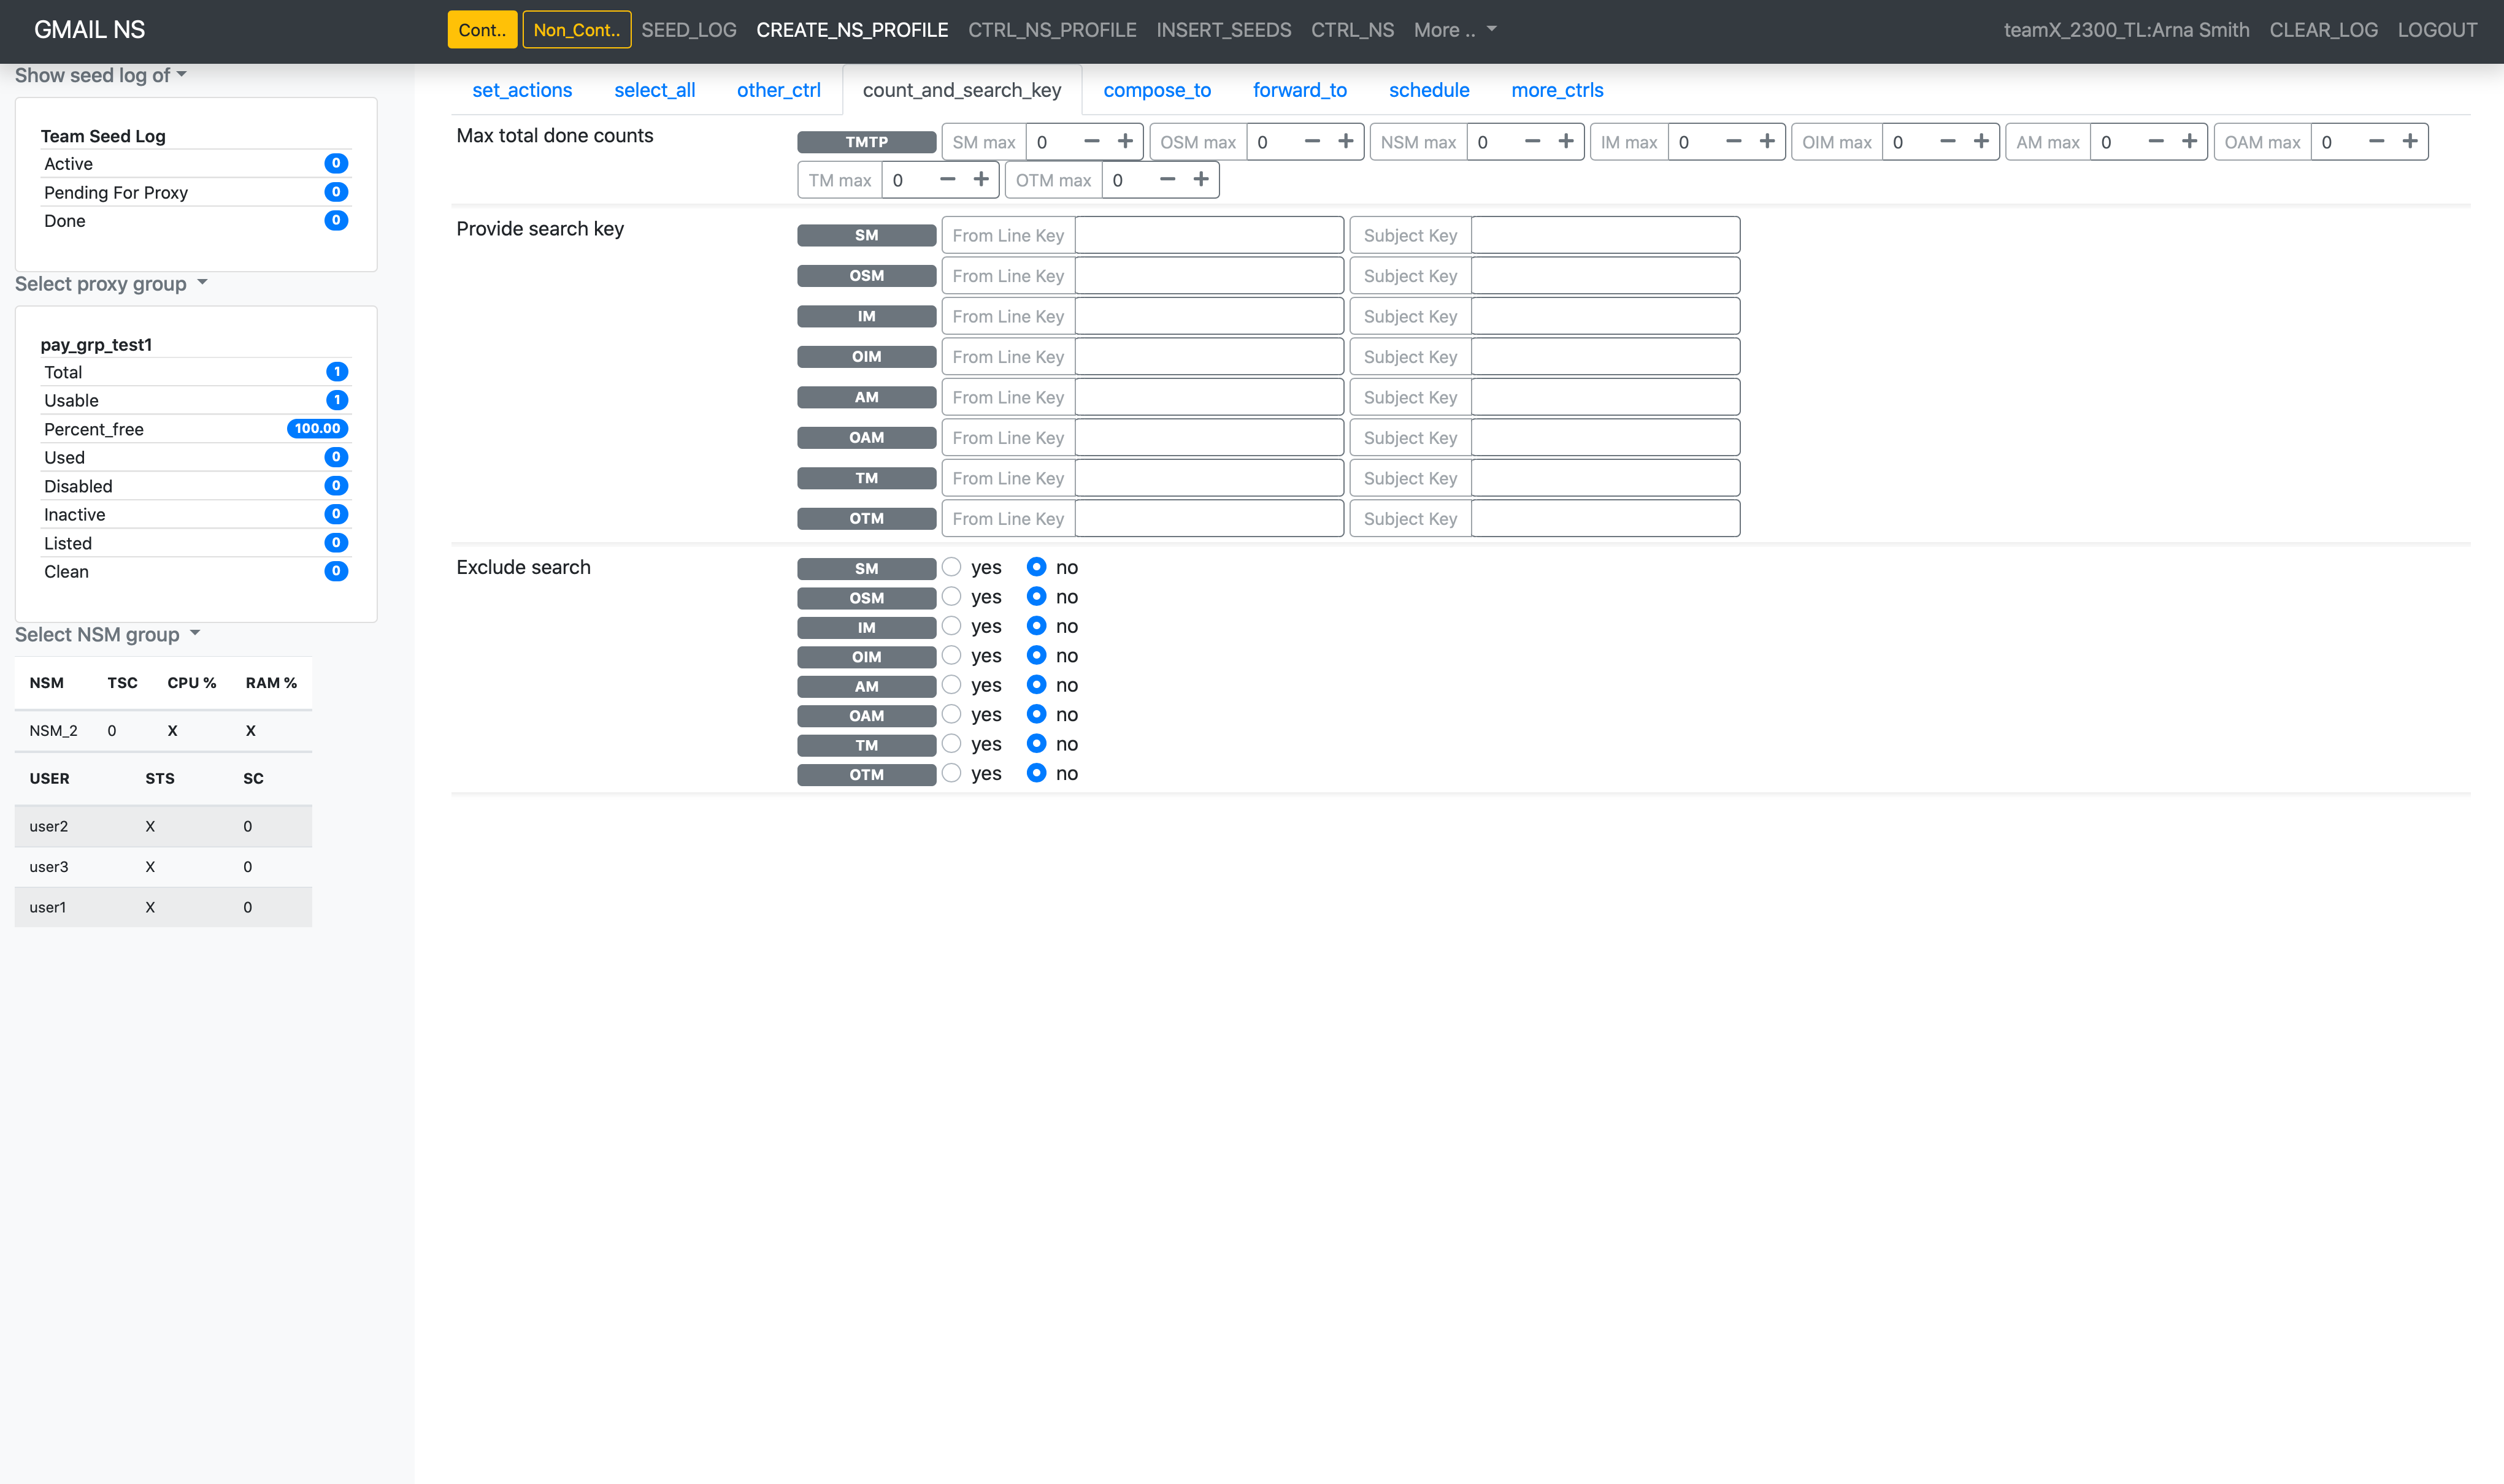 GMAIL NS
Cont.. Non_Cont.. SEED_LOG CREATE_NS_PROFILE CTRL_NS_PROFILE INSERT_SEEDS CTRL_NS More ..
teamX_2300_TL:Arna Smith CLEAR_LOG LOGOUT
Show seed log of
Team Seed Log
Active 0
Pending For Proxy 0
Done 0
Select proxy group
pay_grp_test1
Total 1
Usable 1
Percent_free 100.00
Used 0
Disabled 0
Inactive 0
Listed 0
Clean 0
Select NSM group
NSM TSC CPU % RAM %
NSM_2 0 X X
USER STS SC
user2 X 0
user3 X 0
user1 X 0
set_actions select_all other_ctrl count_and_search_key compose_to forward_to schedule more_ctrls
Max total done counts
TMTP SM max 0 OSM max 0 NSM max 0 IM max 0 OIM max 0 AM max 0 OAM max 0
TM max 0 OTM max 0
Provide search key
SM From Line Key Subject Key
OSM From Line Key Subject Key
IM From Line Key Subject Key
OIM From Line Key Subject Key
AM From Line Key Subject Key
OAM From Line Key Subject Key
TM From Line Key Subject Key
OTM From Line Key Subject Key
Exclude search
SM yes no
OSM yes no
IM yes no
OIM yes no
AM yes no
OAM yes no
TM yes no
OTM yes no